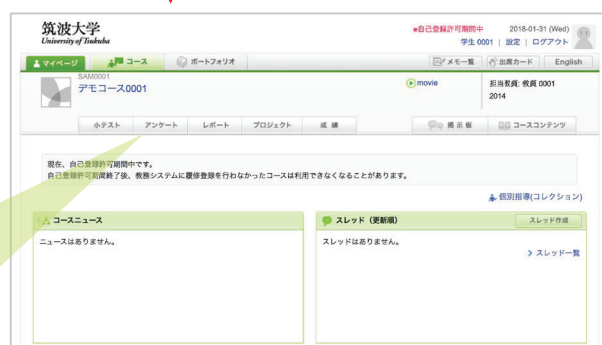 筑波大学
University of Tsukuba
*自己登録許可期間中 2018-01-31 (Wed)
学生 0001 | 設定 | ログアウト
マイページ コース ポートフォリオ メモ一覧 出席カード English
SAM0001
デモコース0001
movie
担当教員: 教員 0001
2014
小テスト アンケート レポート プロジェクト 成績 掲示板 コースコンテンツ
現在、自己登録許可期間中です。
自己登録許可期間終了後、教務システムに履修登録を行わなかったコースは利用できなくなることがあります。
個別指導(コレクション)
コースニュース
ニュースはありません。
スレッド（更新順） スレッド作成
スレッドはありません。
スレッド一覧